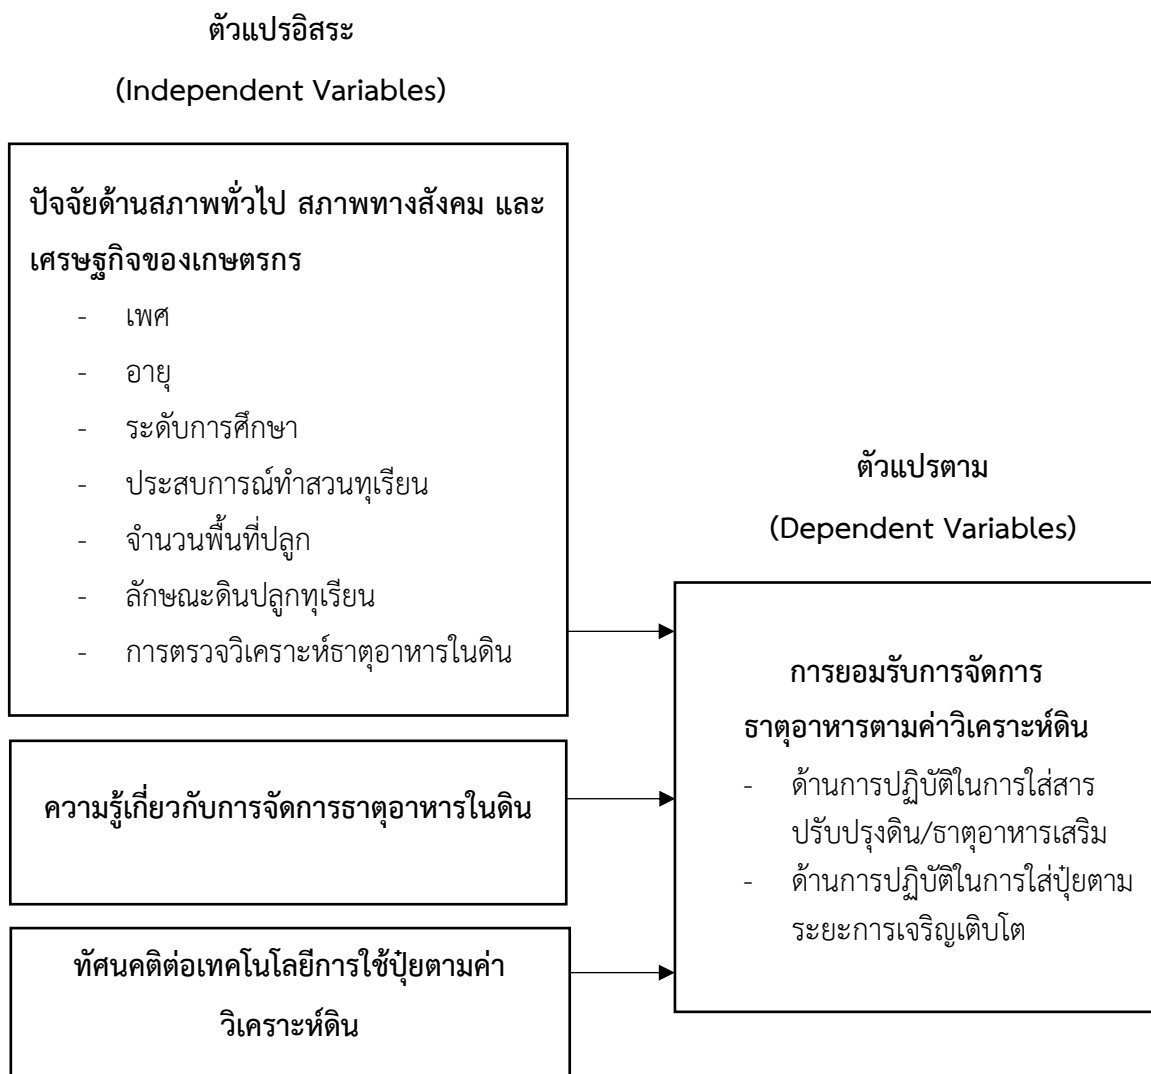 ตัวแปรอิสระ
(Independent Variables)
ปัจจัยด้านสภาพทั่วไป สภาพทางสังคม และ
เศรษฐกิจของเกษตรกร
- เพศ
- อายุ
- ระดับการศึกษา
- ประสบการณ์ทำสวนทุเรียน
- จำนวนพื้นที่ปลูก
- ลักษณะดินปลูกทุเรียน
- การตรวจวิเคราะห์ธาตุอาหารในดิน
ความรู้เกี่ยวกับการจัดการธาตุอาหารในดิน
ทัศนคติต่อเทคโนโลยีการใช้ปุ๋ยตามค่า
วิเคราะห์ดิน
ตัวแปรตาม
(Dependent Variables)
การยอมรับการจัดการ
ธาตุอาหารตามค่าวิเคราะห์ดิน
- ด้านการปฏิบัติในการใส่สาร
ปรับปรุงดิน/ธาตุอาหารเสริม
- ด้านการปฏิบัติในการใส่ปุ๋ยตาม
ระยะการเจริญเติบโต